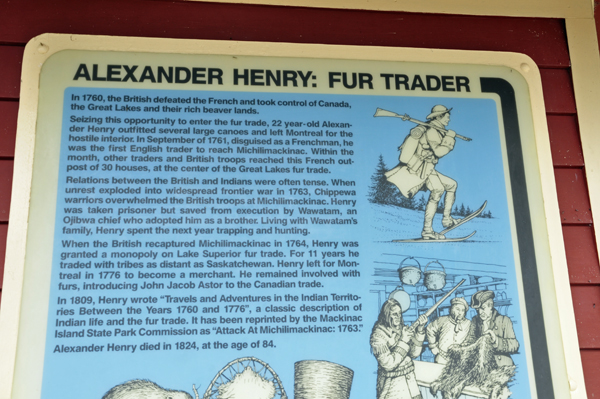 ALEXANDER HENRY: FUR TRADER
In 1760, the British defeated the French and took control of Canada,
the Great Lakes and their rich beaver lands.
Seizing this opportunity to enter the fur trade, 22 year-old Alexan-
der Henry outfitted several large canoes and left Montreal for the
hostile interior. In September of 1761, disguised as a Frenchman, he
was the first English trader to reach Michilimackinac. Within the
month, other traders and British troops reached this French out-
post of 30 houses, at the center of the Great Lakes fur trade.
Relations between the British and Indians were often tense. When
unrest exploded into widespread frontier war in 1763, Chippewa
warriors overwhelmed the British troops at Michilimackinac. Henry
was taken prisoner but saved from execution by Wawatam, an
Ojibwa chief who adopted him as a brother. Living with Wawatam's
family, Henry spent the next year trapping and hunting.
When the British recaptured Michilimackinac in 1764, Henry was
granted a monopoly on Lake Superior fur trade. For 11 years he
traded with tribes as distant as Saskatchewan. Henry left for Mon-
treal in 1776 to become a merchant. He remained involved with
furs, introducing John Jacob Astor to the Canadian trade.
In 1809, Henry wrote "Travels and Adventures in the Indian Territo-
ries Between the Years 1760 and 1776", a classic description of
Indian life and the fur trade. It has been reprinted by the Mackinac
Island State Park Commission as "Attack At Michilimackinac: 1763."
Alexander Henry died in 1824, at the age of 84.